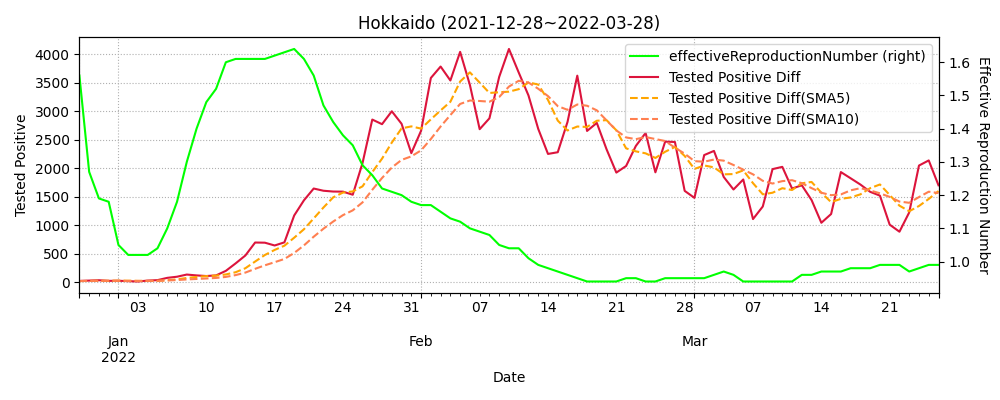 Hokkaido (2021-12-28~2022-03-28)
effectiveReproductionNumber (right)
Tested Positive Diff
Tested Positive Diff(SMA5)
Tested Positive Diff(SMA10)
Tested Positive
4000
3500
3000
2500
2000
1500
1000
500
0
1.6
1.5
1.4
1.3
1.2
1.1
1.0
Effective Reproduction Number
03 10 17 24 31 07 14 21 28 07 14 21
Jan Feb Mar
2022
Date